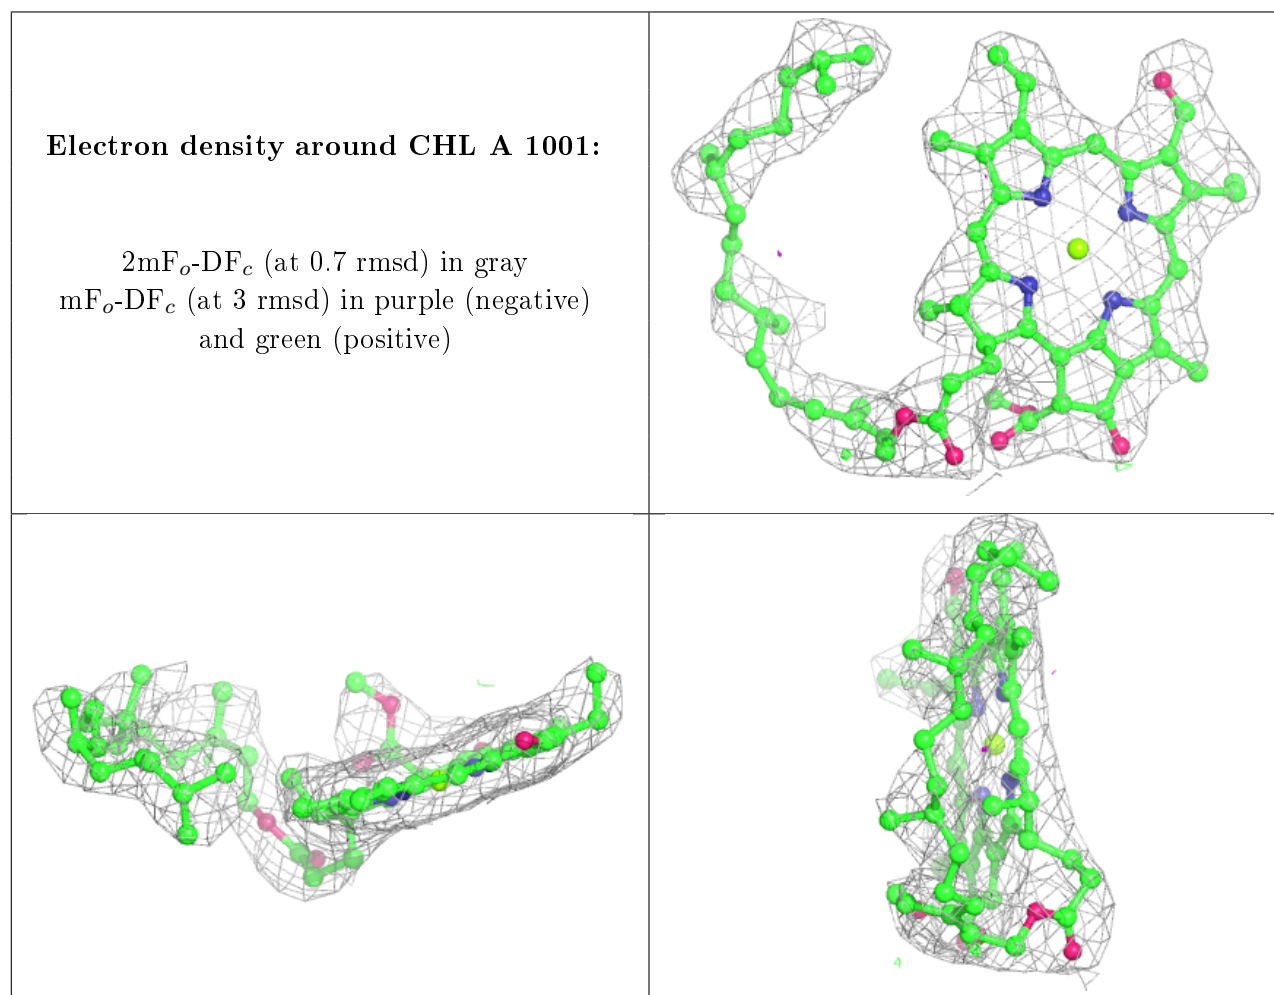 Electron density around CHL A 1001:
2mFo-DFc (at 0.7 rmsd) in gray
mFo-DFc (at 3 rmsd) in purple (negative)
and green (positive)